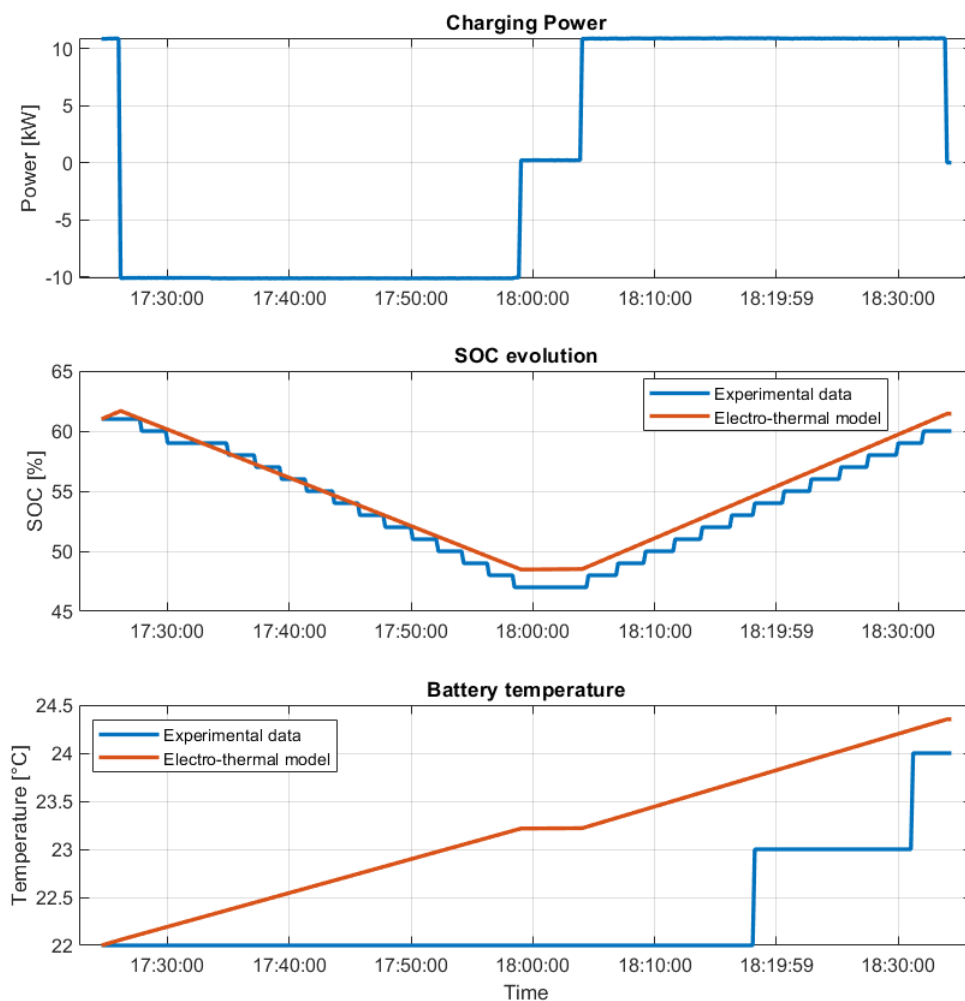 Charging Power
Power [kW]
10
5
0
-5
-10
17:30:00 17:40:00 17:50:00 18:00:00 18:10:00 18:19:59 18:30:00
SOC evolution
SOC [%]
65
60
55
50
45
Experimental data
Electro-thermal model
17:30:00 17:40:00 17:50:00 18:00:00 18:10:00 18:19:59 18:30:00
Battery temperature
Temperature [°C]
24.5
24
23.5
23
22.5
22
Experimental data
Electro-thermal model
17:30:00 17:40:00 17:50:00 18:00:00 18:10:00 18:19:59 18:30:00
Time